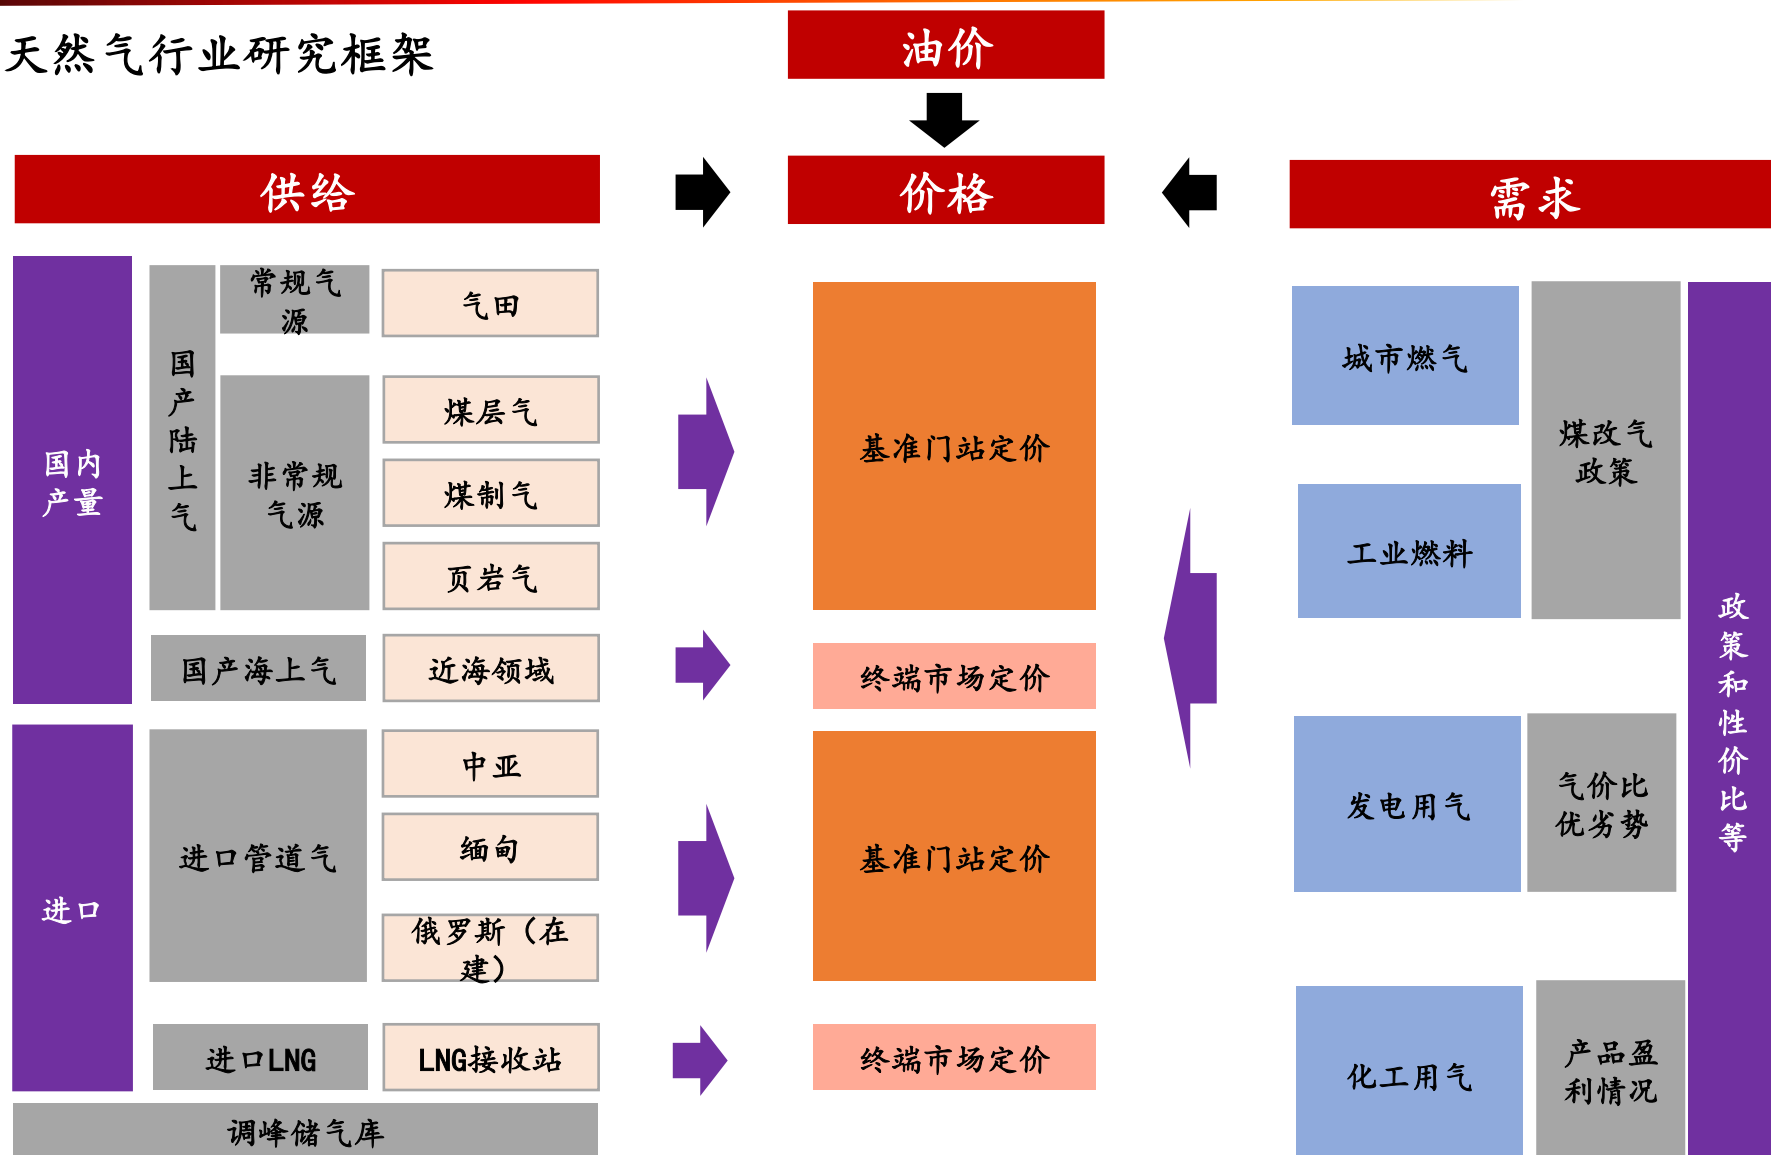 天然气行业研究框架
油价
供给
价格
需求
国内
产量
国
产
陆
上
气
常规气
源
气田
非常规
气源
煤层气
煤制气
页岩气
国产海上气
近海领域
进口
进口管道气
中亚
缅甸
俄罗斯（在
建）
进口LNG
LNG接收站
调峰储气库
基准门站定价
终端市场定价
基准门站定价
终端市场定价
城市燃气
工业燃料
煤改气
政策
发电用气
气价比
优劣势
化工用气
产品盈
利情况
政
策
和
性
价
比
等